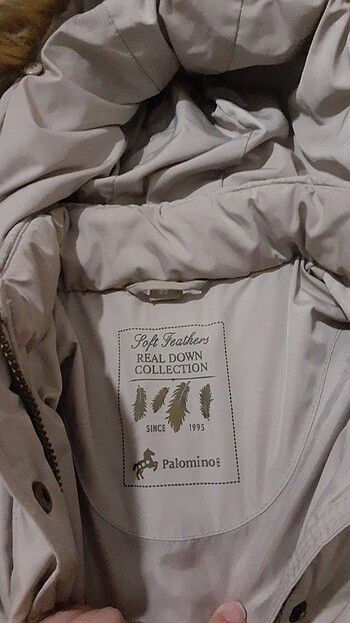 Soft Feathers
REAL DOWN
COLLECTION
SINCE 1995
Palomino